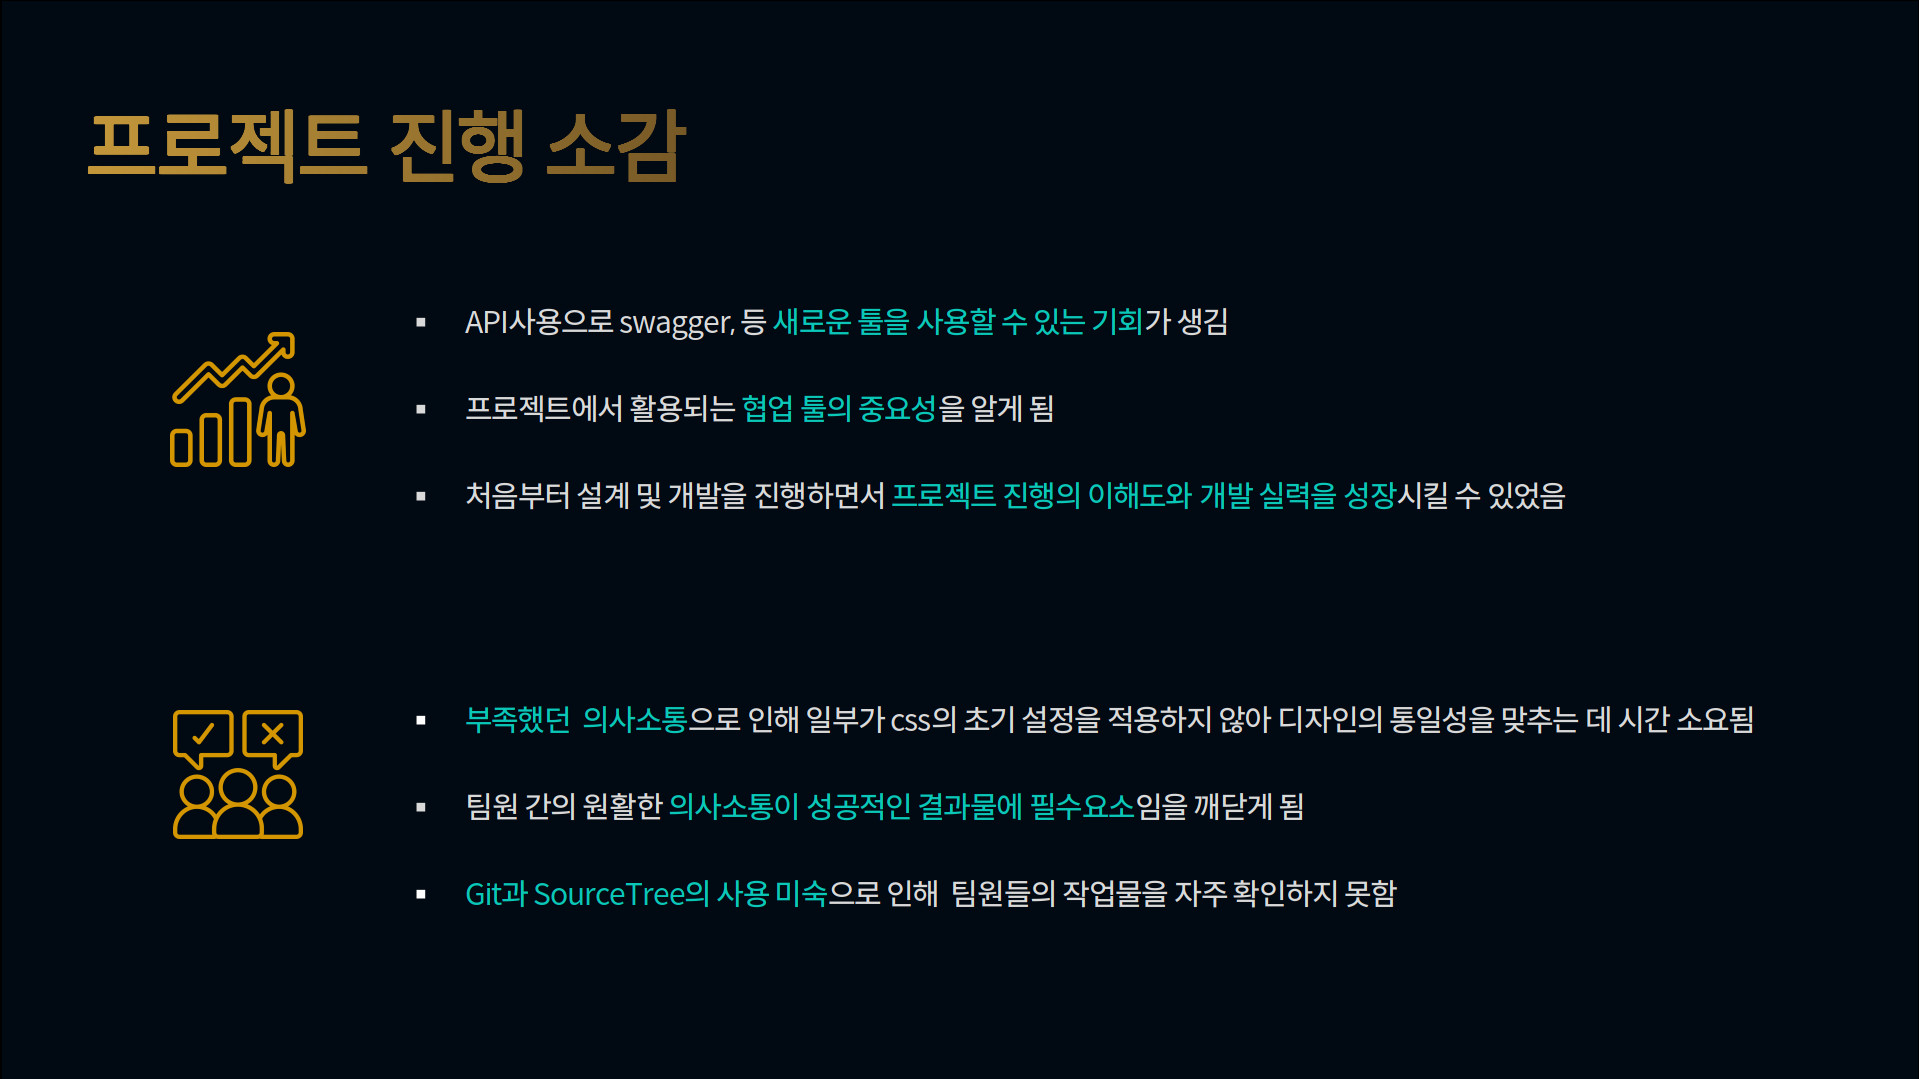 프로젝트 진행 소감
▪ API사용으로 swagger, 등 새로운 툴을 사용할 수 있는 기회가 생김
▪ 프로젝트에서 활용되는 협업 툴의 중요성을 알게 됨
▪ 처음부터 설계 및 개발을 진행하면서 프로젝트 진행의 이해도와 개발 실력을 성장시킬 수 있었음
▪ 부족했던 의사소통으로 인해 일부가 css의 초기 설정을 적용하지 않아 디자인의 통일성을 맞추는 데 시간 소요됨
▪ 팀원 간의 원활한 의사소통이 성공적인 결과물에 필수요소임을 깨닫게 됨
▪ Git과 SourceTree의 사용 미숙으로 인해 팀원들의 작업물을 자주 확인하지 못함